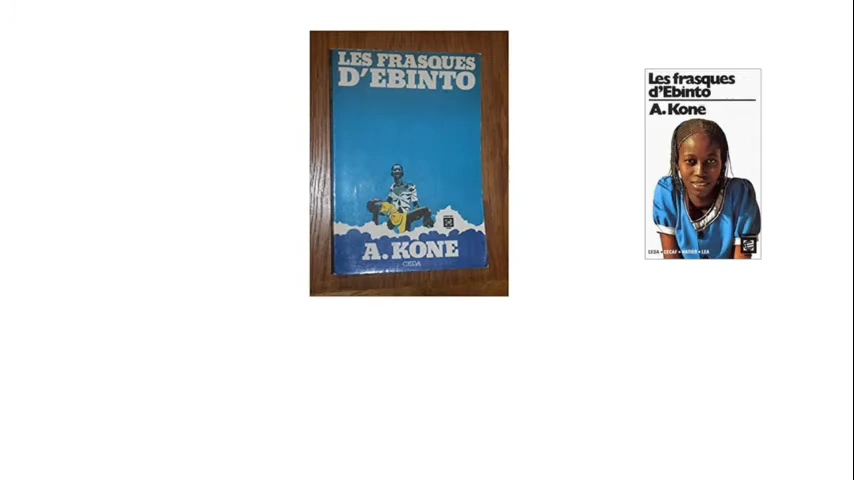 LES FRASQUES
D'EBINTO
A. KONE
CEDA
Les frasques
d'Ebinto
A. Kone
CEDA • CECAF • HATIER • LEA